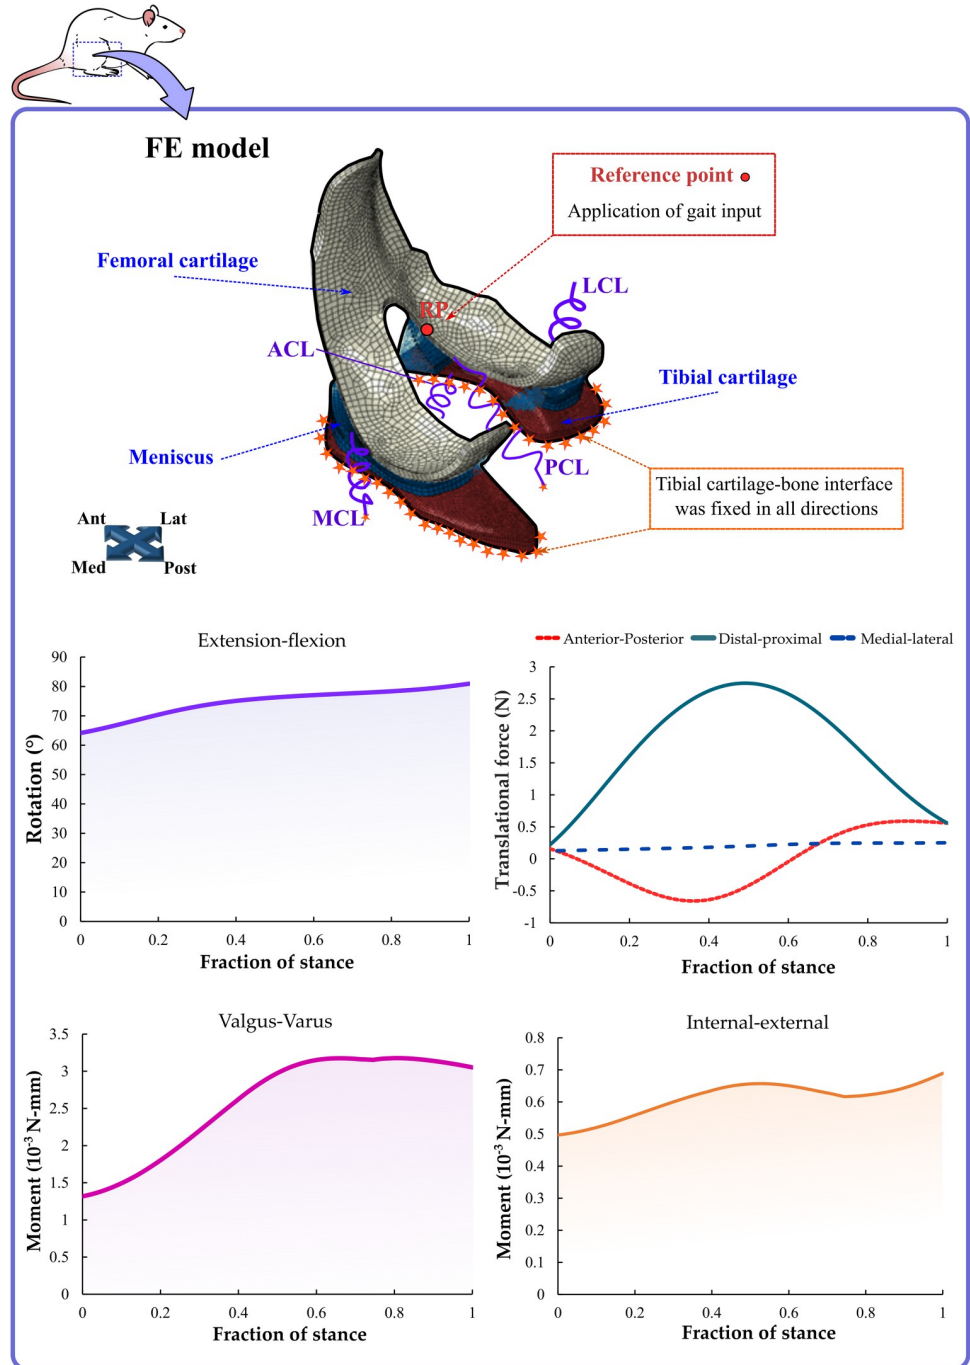 FE model
Reference point
Application of gait input
Femoral cartilage
LCL
RP
ACL
Tibial cartilage
Meniscus
PCL
Tibial cartilage-bone interface
was fixed in all directions
MCL
Ant Lat
Med Post
Extension-flexion
90
80
70
60
50
40
30
20
10
0
Rotation (°)
0 0.2 0.4 0.6 0.8 1
Fraction of stance
Anterior-Posterior Distal-proximal Medial-lateral
3
2.5
2
1.5
1
0.5
0
-0.5
-1
Translational force (N)
0 0.2 0.4 0.6 0.8 1
Fraction of stance
Valgus-Varus
3.5
3
2.5
2
1.5
1
0.5
0
Moment (10⁻³ N-mm)
0 0.2 0.4 0.6 0.8 1
Fraction of stance
Internal-external
0.8
0.7
0.6
0.5
0.4
0.3
0.2
0.1
0
Moment (10⁻³ N-mm)
0 0.2 0.4 0.6 0.8 1
Fraction of stance